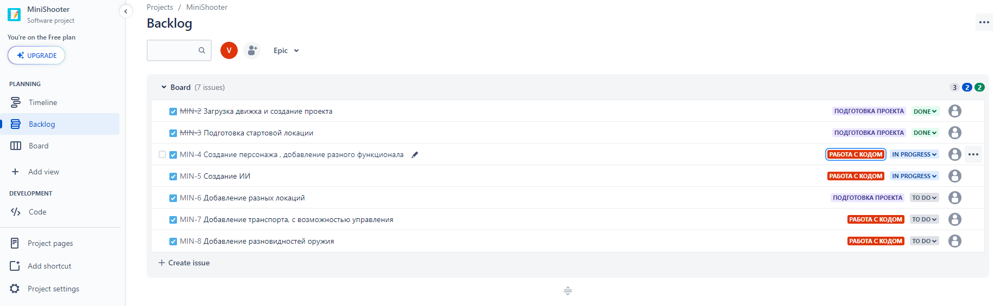 MiniShooter
Software project
You're on the Free plan
UPGRADE
PLANNING
Timeline
Backlog
Board
Add view
DEVELOPMENT
Code
Project pages
Add shortcut
Project settings
Projects / MiniShooter
Backlog
V
Epic
Board (7 issues) 3 2 2
MIN-2 Загрузка движка и создание проекта ПОДГОТОВКА ПРОЕКТА DONE
MIN-3 Подготовка стартовой локации ПОДГОТОВКА ПРОЕКТА DONE
MIN-4 Создание персонажа , добавление разного функционала РАБОТА С КОДОМ IN PROGRESS
MIN-5 Создание ИИ РАБОТА С КОДОМ IN PROGRESS
MIN-6 Добавление разных локаций ПОДГОТОВКА ПРОЕКТА TO DO
MIN-7 Добавление транспорта, с возможностью управления РАБОТА С КОДОМ TO DO
MIN-8 Добавление разновидностей оружия РАБОТА С КОДОМ TO DO
Create issue